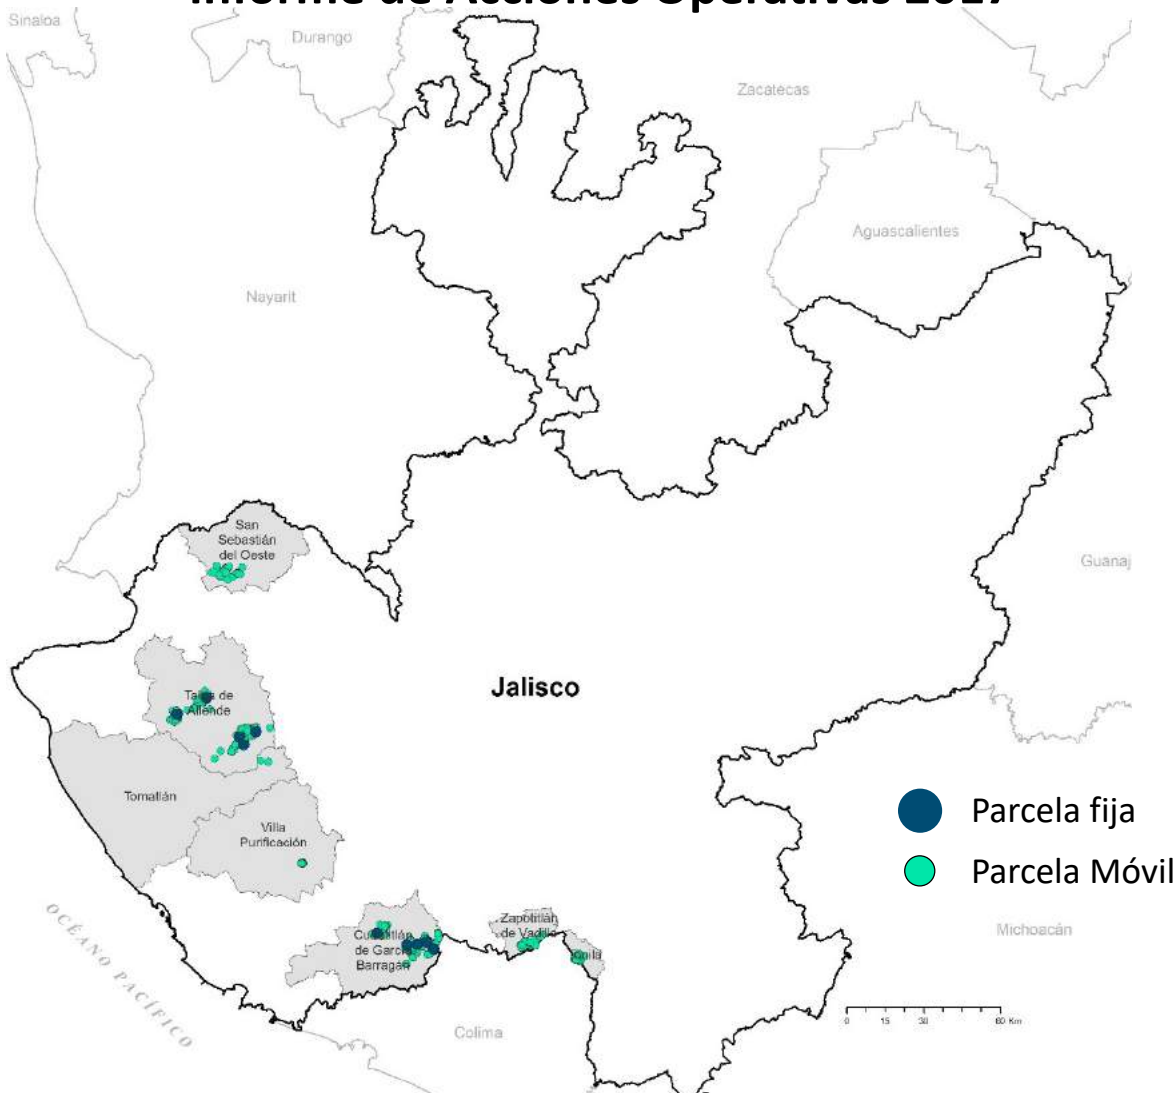 Informe de Acciones Operativas 2017
Sinaloa
Durango
Zacatecas
Aguascalientes
Nayarit
San
Sebastián
del Oeste
Guanaj
Jalisco
Talpa de
Allende
Tomatlán
Villa
Purificación
Parcela fija
Parcela Móvil
Zapotitlán
de Vadillo
Cuautitlán
de García
Barragán
Michoacán
OCÉANO PACÍFICO
Colima
0 15 30 60 Km